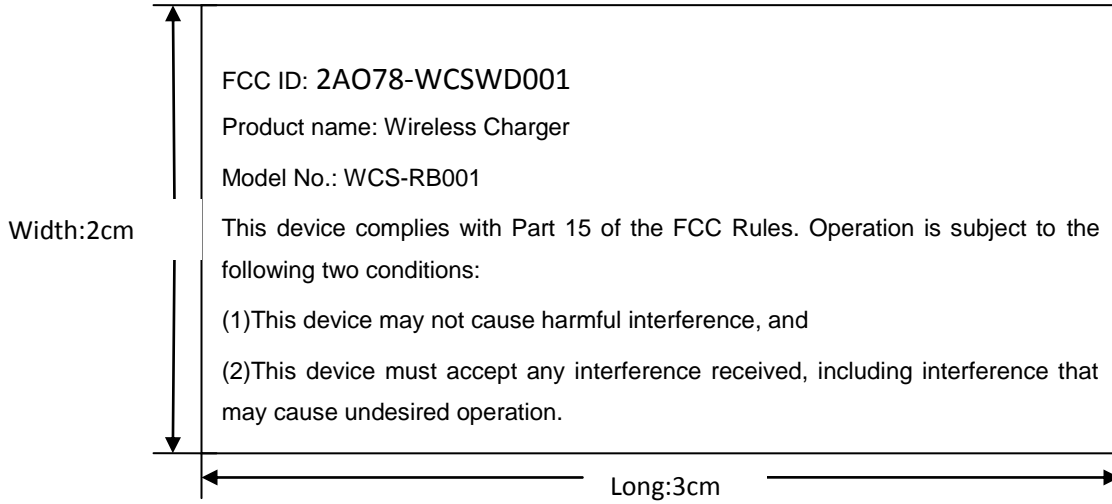 FCC ID: 2AO78-WCSWD001
Product name: Wireless Charger
Model No.: WCS-RB001
Width:2cm
This device complies with Part 15 of the FCC Rules. Operation is subject to the
following two conditions:
(1)This device may not cause harmful interference, and
(2)This device must accept any interference received, including interference that
may cause undesired operation.
Long:3cm